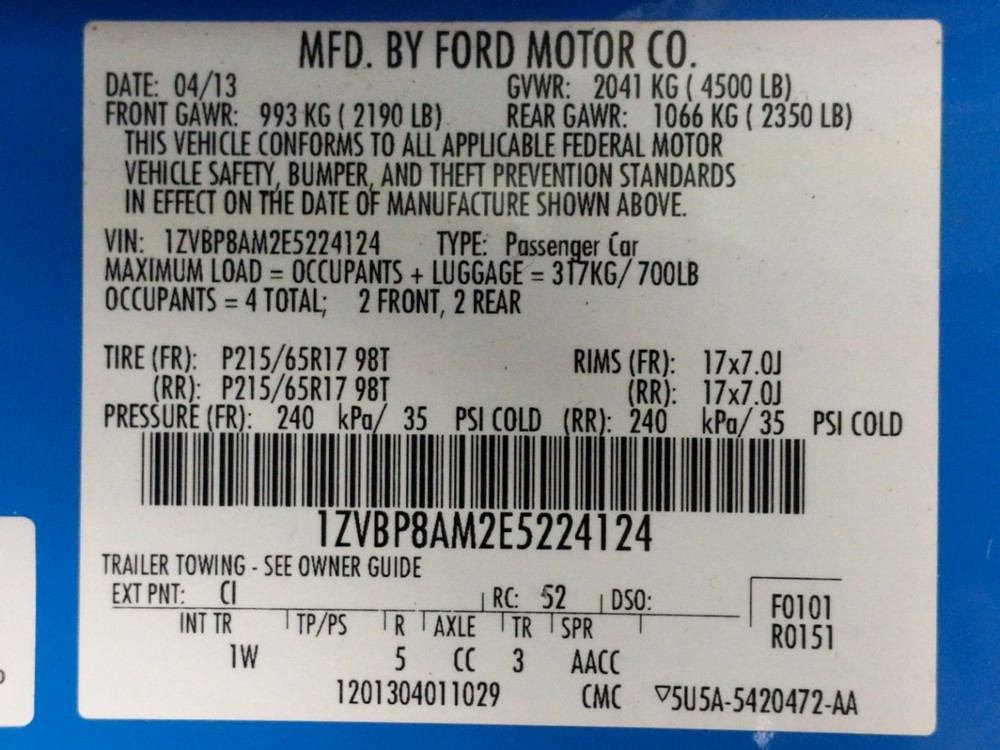 MFD. BY FORD MOTOR CO.
DATE: 04/13 GVWR: 2041 KG ( 4500 LB)
FRONT GAWR: 993 KG ( 2190 LB) REAR GAWR: 1066 KG ( 2350 LB)
THIS VEHICLE CONFORMS TO ALL APPLICABLE FEDERAL MOTOR
VEHICLE SAFETY, BUMPER, AND THEFT PREVENTION STANDARDS
IN EFFECT ON THE DATE OF MANUFACTURE SHOWN ABOVE.
VIN: 1ZVBP8AM2E5224124 TYPE: Passenger Car
MAXIMUM LOAD = OCCUPANTS + LUGGAGE = 317KG/ 700LB
OCCUPANTS = 4 TOTAL; 2 FRONT, 2 REAR
TIRE (FR): P215/65R17 98T RIMS (FR): 17x7.0J
(RR): P215/65R17 98T (RR): 17x7.0J
PRESSURE (FR): 240 kPa/ 35 PSI COLD (RR): 240 kPa/ 35 PSI COLD
1ZVBP8AM2E5224124
TRAILER TOWING - SEE OWNER GUIDE
EXT PNT: CI RC: 52 DSO: F0101
INT TR TP/PS R AXLE TR SPR R0151
1W 5 CC 3 AACC
1201304011029 CMC ▽5U5A-5420472-AA